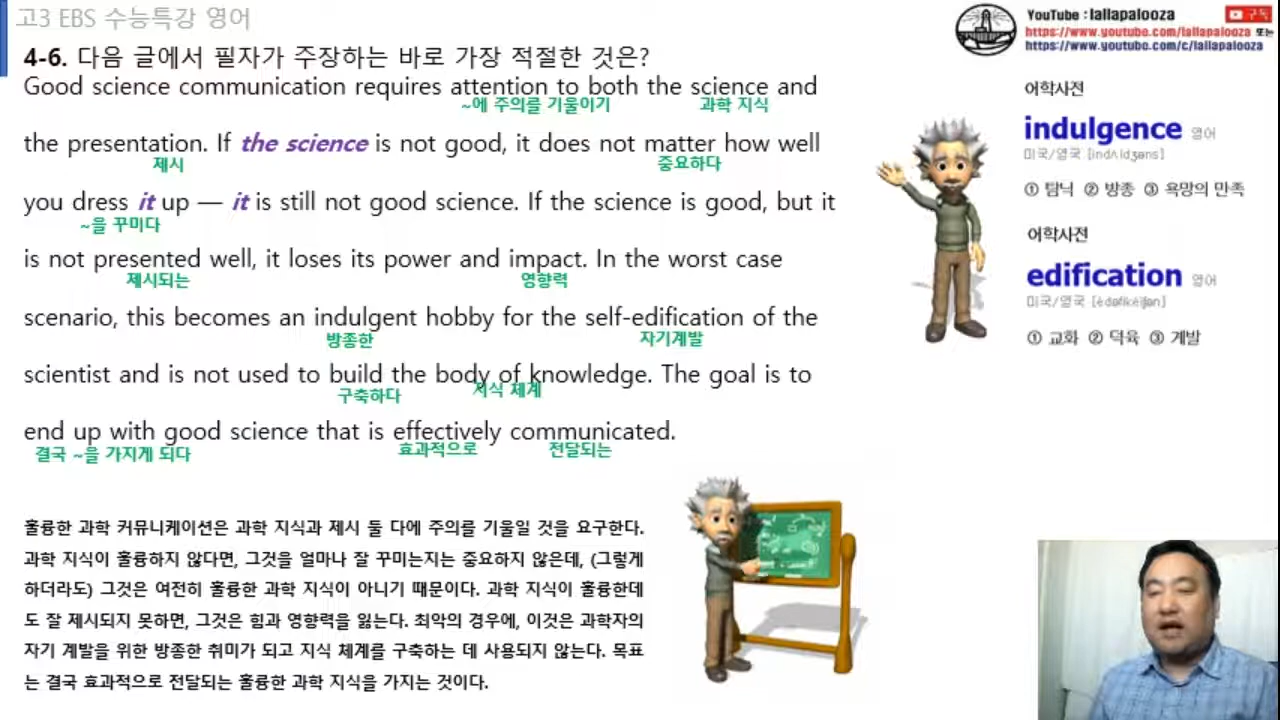 고3 EBS 수능특강 영어
4-6. 다음 글에서 필자가 주장하는 바로 가장 적절한 것은?
Good science communication requires attention to both the science and
~에 주의를 기울이기 과학 지식
the presentation. If the science is not good, it does not matter how well
제시 중요하다
you dress it up — it is still not good science. If the science is good, but it
~을 꾸미다
is not presented well, it loses its power and impact. In the worst case
제시되는 영향력
scenario, this becomes an indulgent hobby for the self-edification of the
방종한 자기계발
scientist and is not used to build the body of knowledge. The goal is to
구축하다 지식 체계
end up with good science that is effectively communicated.
결국 ~을 가지게 되다 효과적으로 전달되는
훌륭한 과학 커뮤니케이션은 과학 지식과 제시 둘 다에 주의를 기울일 것을 요구한다.
과학 지식이 훌륭하지 않다면, 그것을 얼마나 잘 꾸미는지는 중요하지 않은데, (그렇게
하더라도) 그것은 여전히 훌륭한 과학 지식이 아니기 때문이다. 과학 지식이 훌륭한데
도 잘 제시되지 못하면, 그것은 힘과 영향력을 잃는다. 최악의 경우에, 이것은 과학자의
자기 계발을 위한 방종한 취미가 되고 지식 체계를 구축하는 데 사용되지 않는다. 목표
는 결국 효과적으로 전달되는 훌륭한 과학 지식을 가지는 것이다.
YouTube : lallapalooza 구독
https://www.youtube.com/lallapalooza 또는
https://www.youtube.com/c/lallapalooza
어학사전
indulgence 영어
미국/영국 [indʌldʒəns]
① 탐닉 ② 방종 ③ 욕망의 만족
어학사전
edification 영어
미국/영국 [èdəfikéiʃən]
① 교화 ② 덕육 ③ 계발